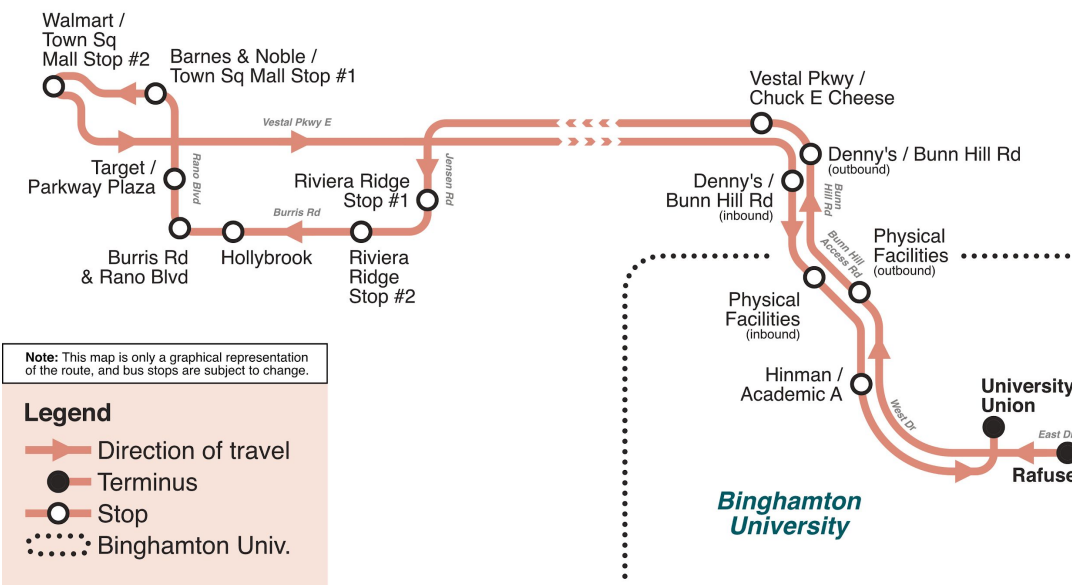 Walmart /
Town Sq
Mall Stop #2
Barnes & Noble /
Town Sq Mall Stop #1
Vestal Pkwy /
Chuck E Cheese
Vestal Pkwy E
Target /
Parkway Plaza
Rano Blvd
Riviera Ridge
Stop #1
Jensen Rd
Denny's / Bunn Hill Rd
(outbound)
Denny's /
Bunn Hill Rd
(inbound)
Bunn
Hill Rd
Burris Rd
Burris Rd
& Rano Blvd
Hollybrook
Riviera
Ridge
Stop #2
Bunn Hill
Access Rd
Physical
Facilities
(outbound)
Physical
Facilities
(inbound)
Note: This map is only a graphical representation
of the route, and bus stops are subject to change.
Hinman /
Academic A
University
Union
West Dr
East Dr
Rafuse
Legend
Direction of travel
Terminus
Stop
Binghamton Univ.
Binghamton
University